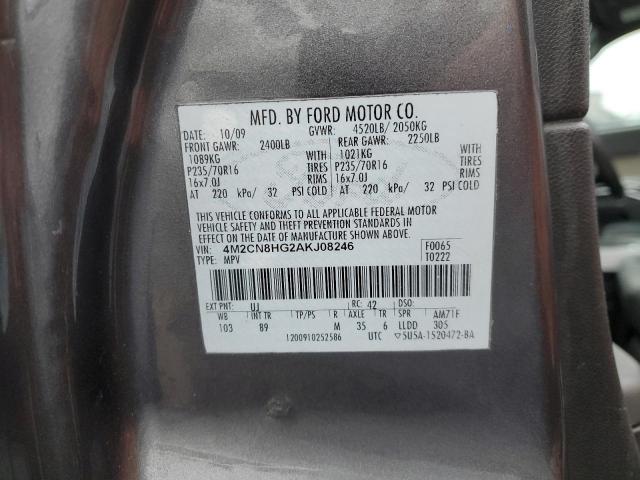 MFD. BY FORD MOTOR CO.
DATE: 10/09 GVWR: 4520LB/ 2050KG
FRONT GAWR: 2400LB REAR GAWR: 2250LB
1089KG WITH 1021KG WITH
P235/70R16 TIRES P235/70R16 TIRES
16x7.0J RIMS 16x7.0J RIMS
AT 220 kPa/ 32 PSI COLD AT 220 kPa/ 32 PSI COLD
THIS VEHICLE CONFORMS TO ALL APPLICABLE FEDERAL MOTOR
VEHICLE SAFETY AND THEFT PREVENTION STANDARDS IN
EFFECT ON THE DATE OF MANUFACTURE SHOWN ABOVE.
VIN: 4M2CN8HG2AKJ08246 F0065
TYPE: MPV T0222
EXT PNT: UJ RC: 42 DSO:
WB INT TR TP/PS R AXLE TR SPR AM71F
103 89 M 35 6 LLDD 305
1200910252586 UTC ▽5U5A-1520472-BA